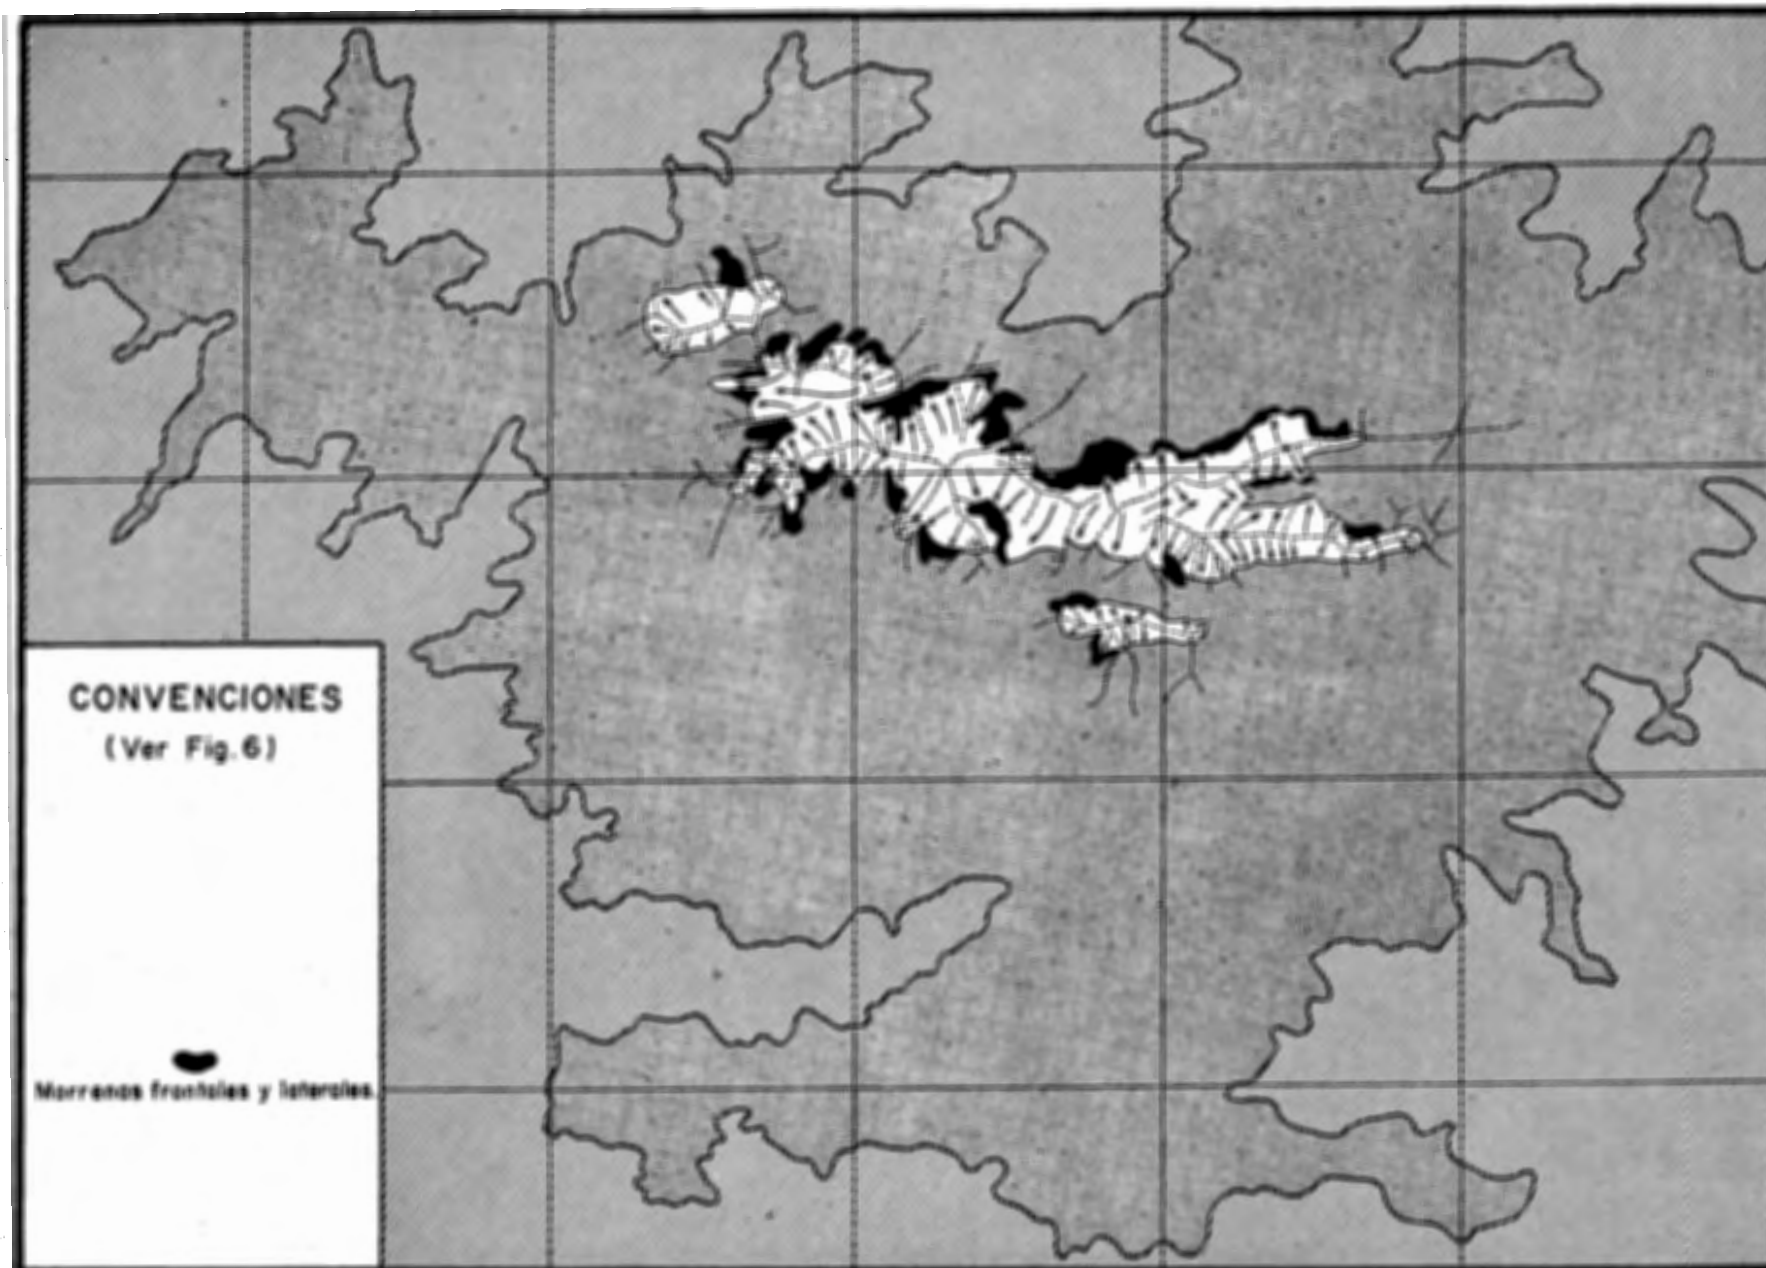 CONVENCIONES
(Ver Fig. 6)
Morrenas frontales y laterales.